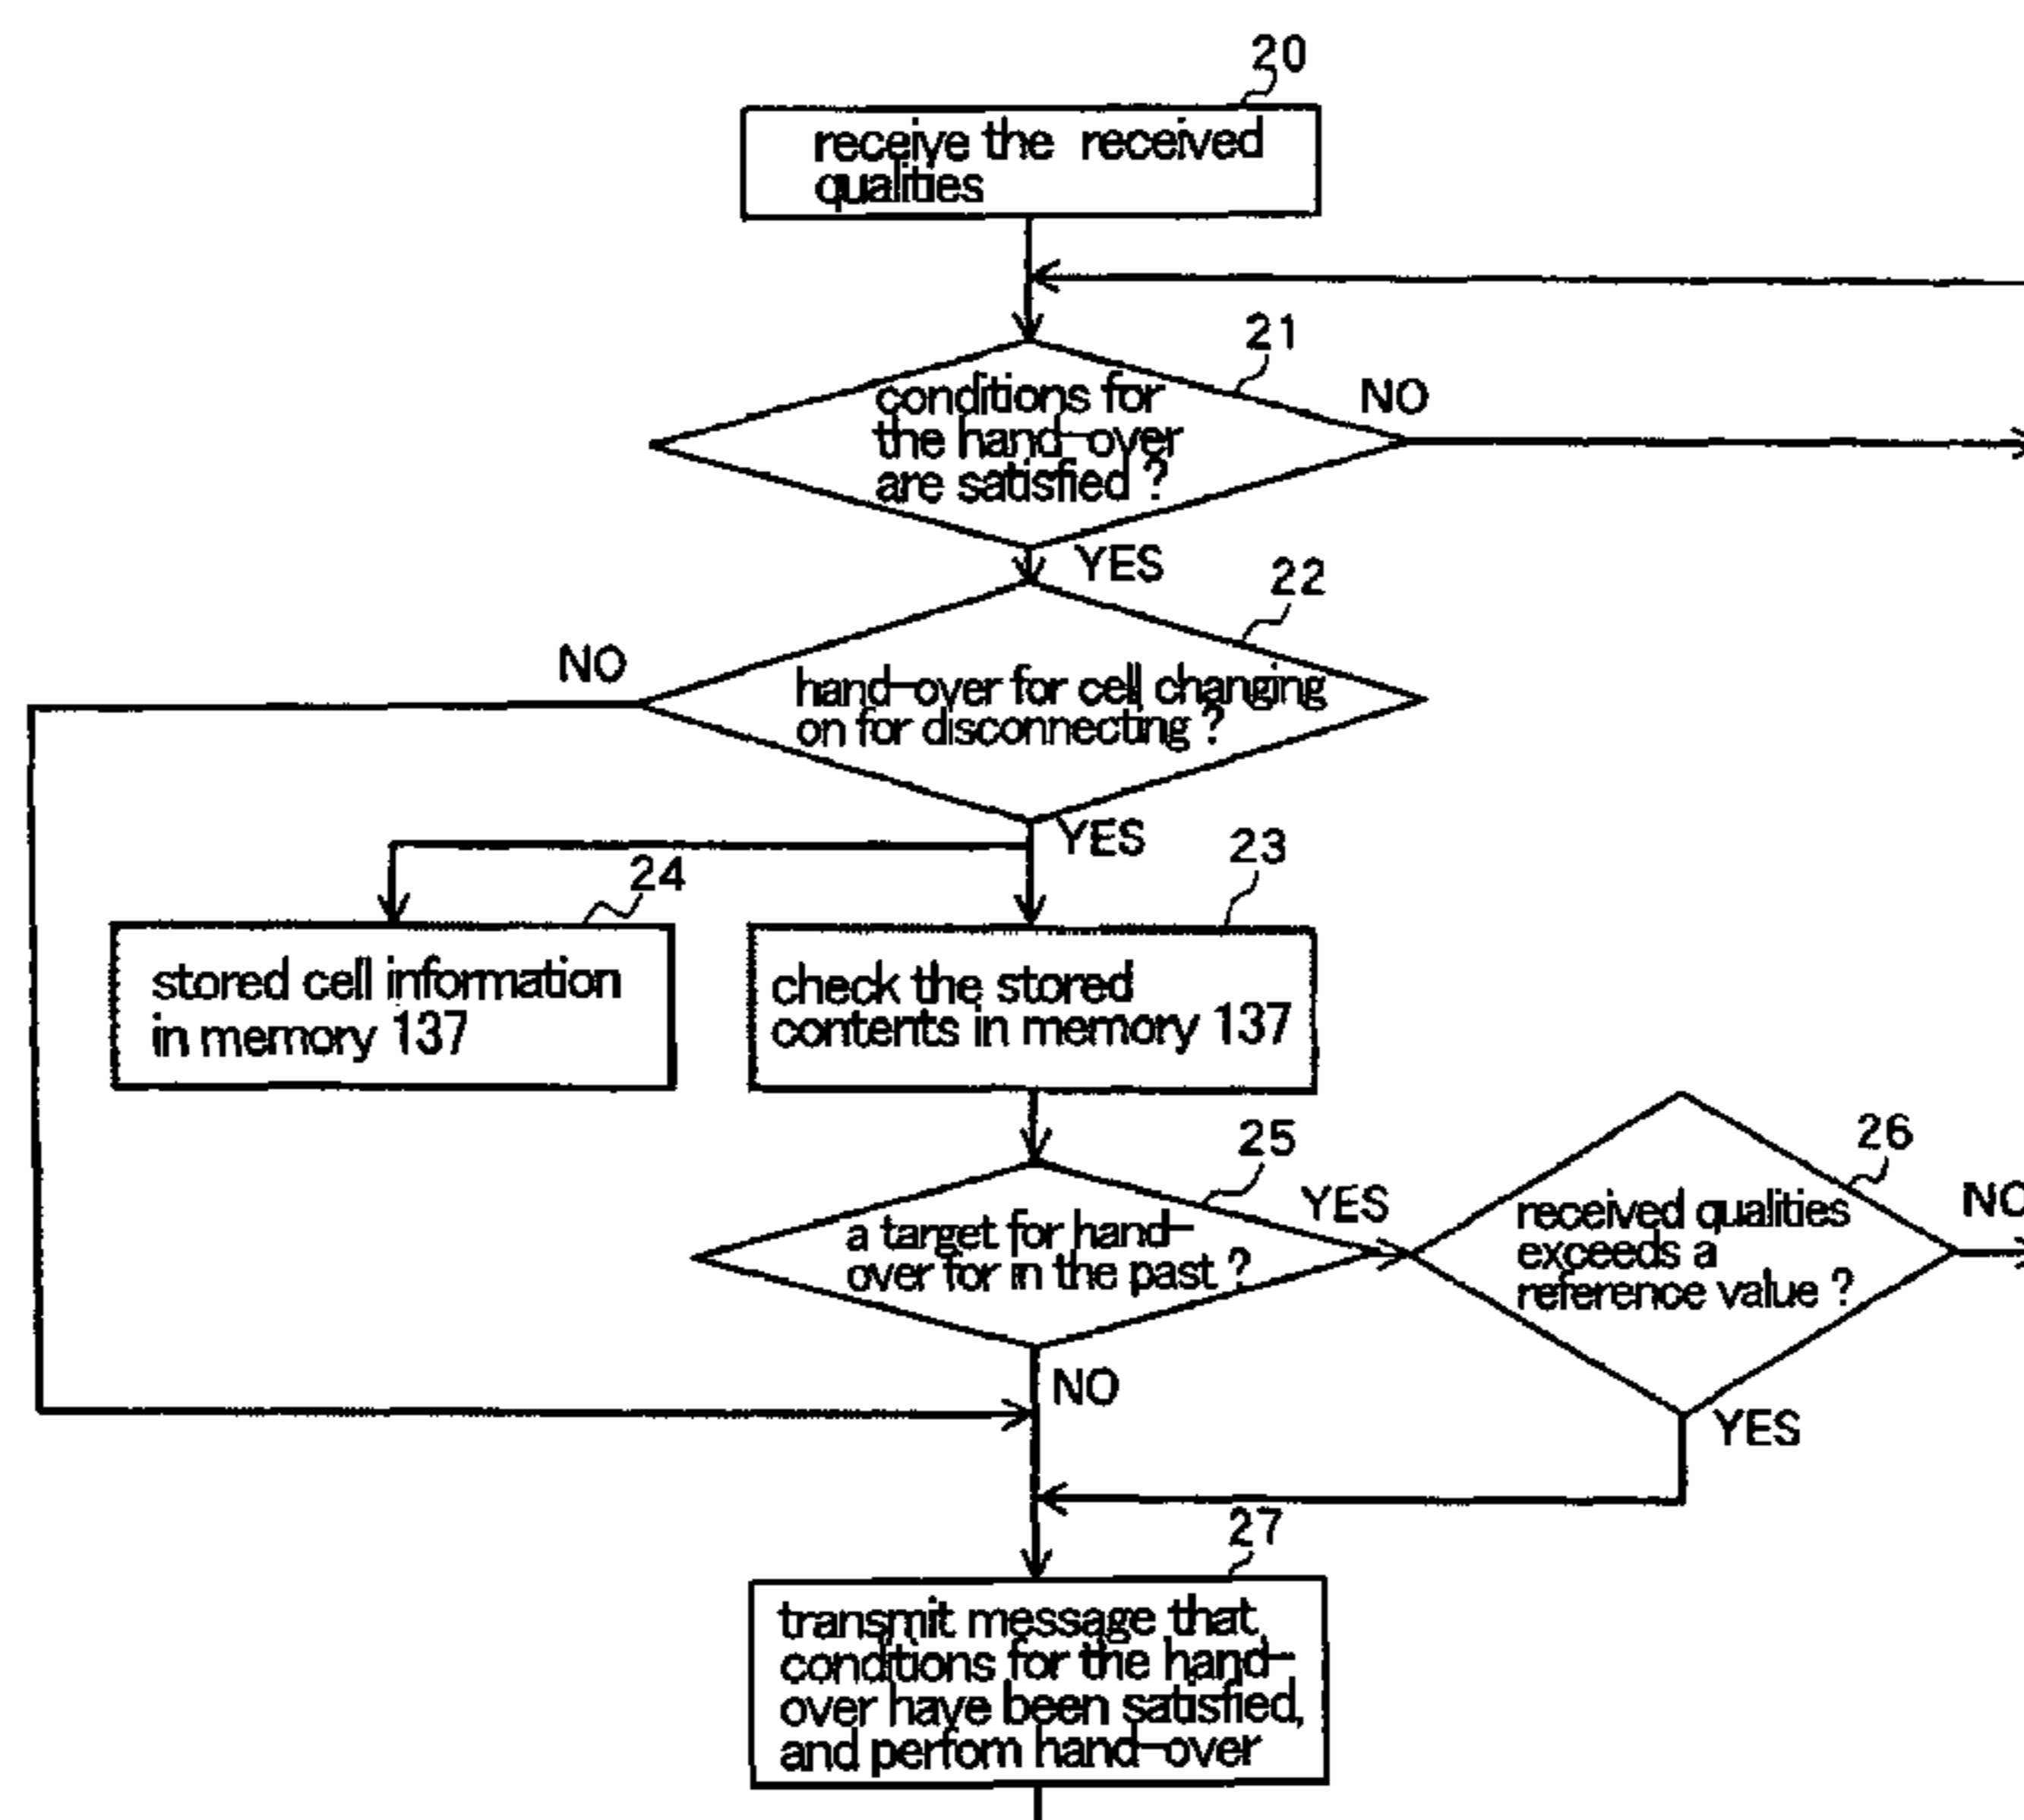 20
receive the received
qualities
21
conditions for
the hand-over
are satisfied ?
NO
YES
22
NO
hand-over for cell changing
on for disconnecting ?
YES
23
24
stored cell information
in memory 137
check the stored
contents in memory 137
25
26
YES
NO
a target for hand-
over for in the past ?
received qualities
exceeds a
reference value ?
NO
YES
27
transmit message that
conditions for the hand-
over have been satisfied,
and perfom hand-over